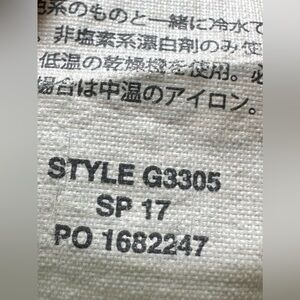 色系のものと一緒に冷水で
。非塩素系漂白剤のみ使
低温の乾燥機を使用。必
場合は中温のアイロン。
STYLE G3305
SP 17
PO 1682247